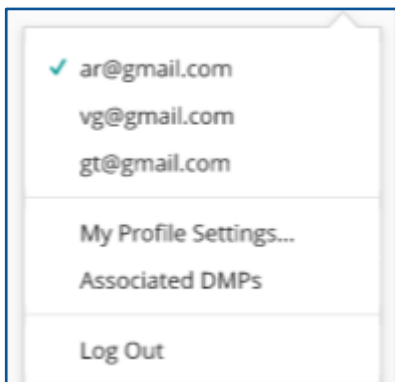 ar@gmail.com
vg@gmail.com
gt@gmail.com
My Profile Settings...
Associated DMPs
Log Out